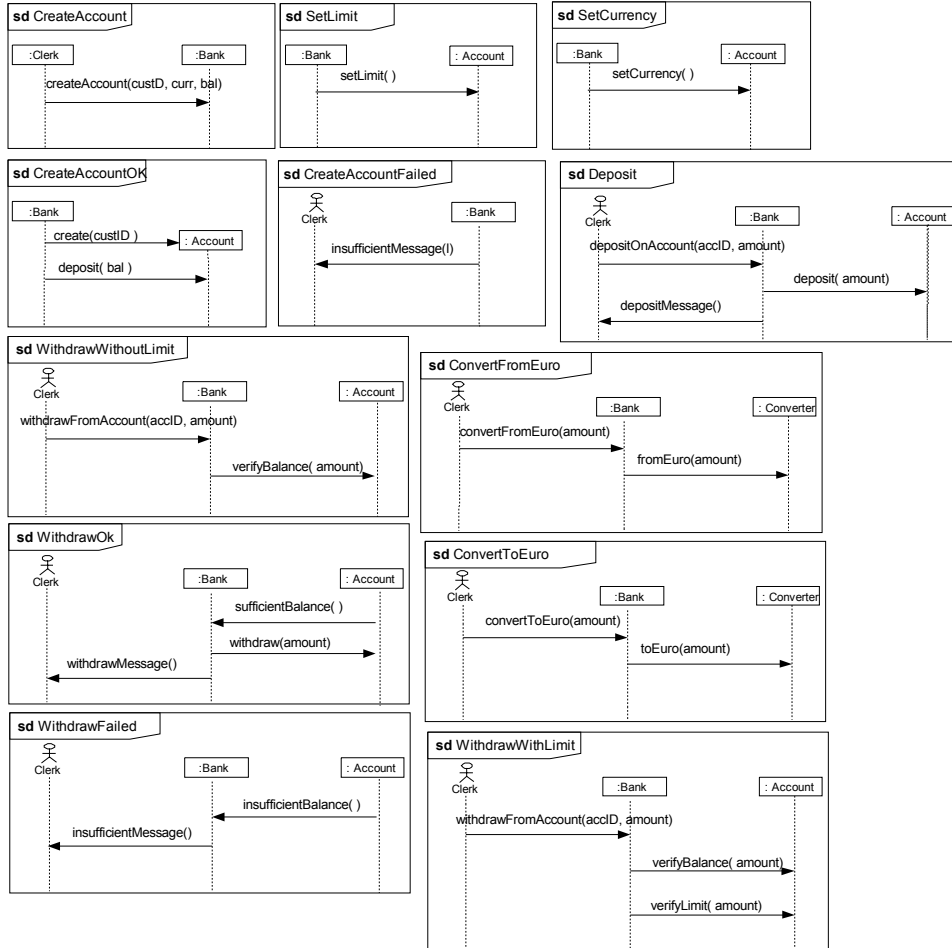 sd CreateAccount
:Clerk
:Bank
createAccount(custD, curr, bal)
sd SetLimit
:Bank
: Account
setLimit( )
sd SetCurrency
:Bank
: Account
setCurrency( )
sd CreateAccountOK
:Bank
create(custID )
: Account
deposit( bal )
sd CreateAccountFailed
Clerk
:Bank
insufficientMessage(l)
sd Deposit
Clerk
:Bank
: Account
depositOnAccount(accID, amount)
deposit( amount)
depositMessage()
sd WithdrawWithoutLimit
Clerk
:Bank
: Account
withdrawFromAccount(accID, amount)
verifyBalance( amount)
sd ConvertFromEuro
Clerk
:Bank
: Converter
convertFromEuro(amount)
fromEuro(amount)
sd WithdrawOk
Clerk
:Bank
: Account
sufficientBalance( )
withdraw(amount)
withdrawMessage()
sd ConvertToEuro
Clerk
:Bank
: Converter
convertToEuro(amount)
toEuro(amount)
sd WithdrawFailed
Clerk
:Bank
: Account
insufficientBalance( )
insufficientMessage()
sd WithdrawWithLimit
Clerk
:Bank
: Account
withdrawFromAccount(accID, amount)
verifyBalance( amount)
verifyLimit( amount)